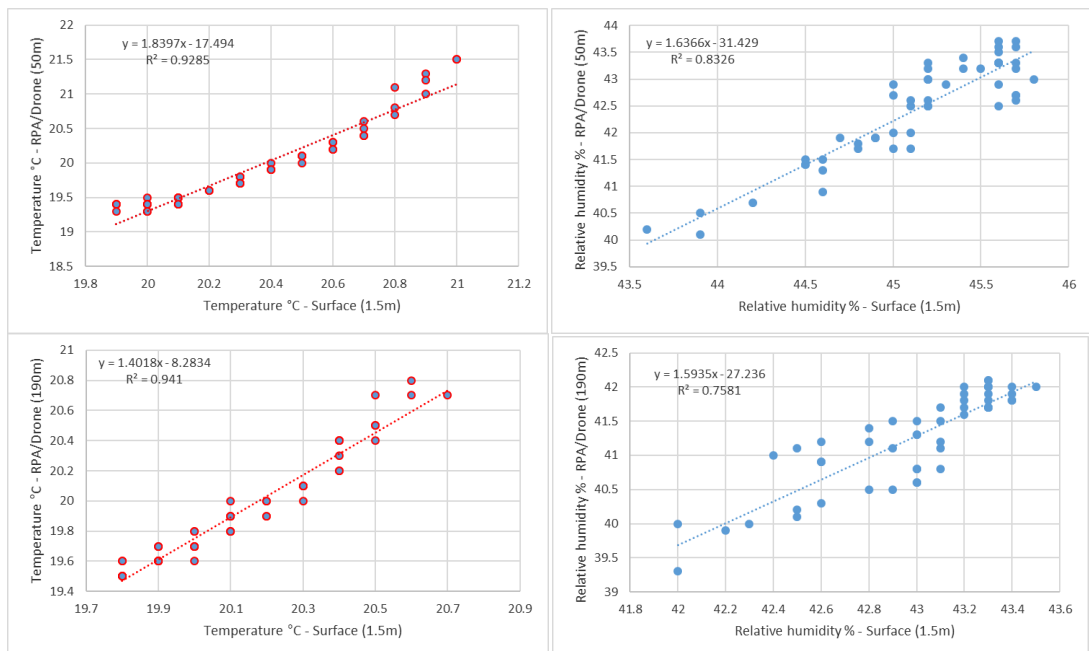 y = 1.8397x - 17.494
R² = 0.9285
Temperature °C - RPA/Drone (50m)
22
21.5
21
20.5
20
19.5
19
18.5
19.8 20 20.2 20.4 20.6 20.8 21 21.2
Temperature °C - Surface (1.5m)
y = 1.6366x - 31.429
R² = 0.8326
Relative humidity % - RPA/Drone (50m)
44
43.5
43
42.5
42
41.5
41
40.5
40
39.5
43.5 44 44.5 45 45.5 46
Relative humidity % - Surface (1.5m)
y = 1.4018x - 8.2834
R² = 0.941
Temperature °C - RPA/Drone (190m)
21
20.8
20.6
20.4
20.2
20
19.8
19.6
19.4
19.7 19.9 20.1 20.3 20.5 20.7 20.9
Temperature °C - Surface (1.5m)
y = 1.5935x - 27.236
R² = 0.7581
Relative humidity % - RPA/Drone (190m)
42.5
42
41.5
41
40.5
40
39.5
39
41.8 42 42.2 42.4 42.6 42.8 43 43.2 43.4 43.6
Relative humidity % - Surface (1.5m)